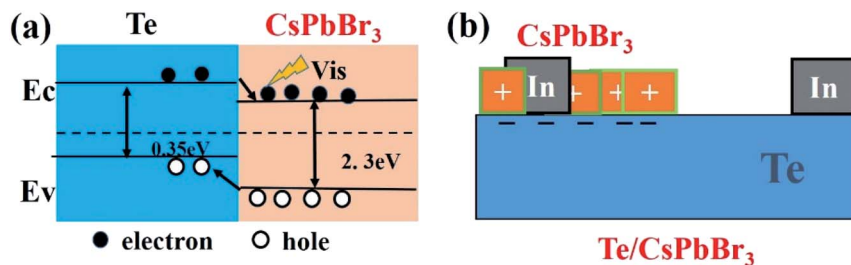 (a)
Te
CsPbBr₃
Ec
Vis
0.35eV
2. 3eV
Ev
electron
hole
(b)
CsPbBr₃
+
In
+
+
+
In
Te
Te/CsPbBr₃